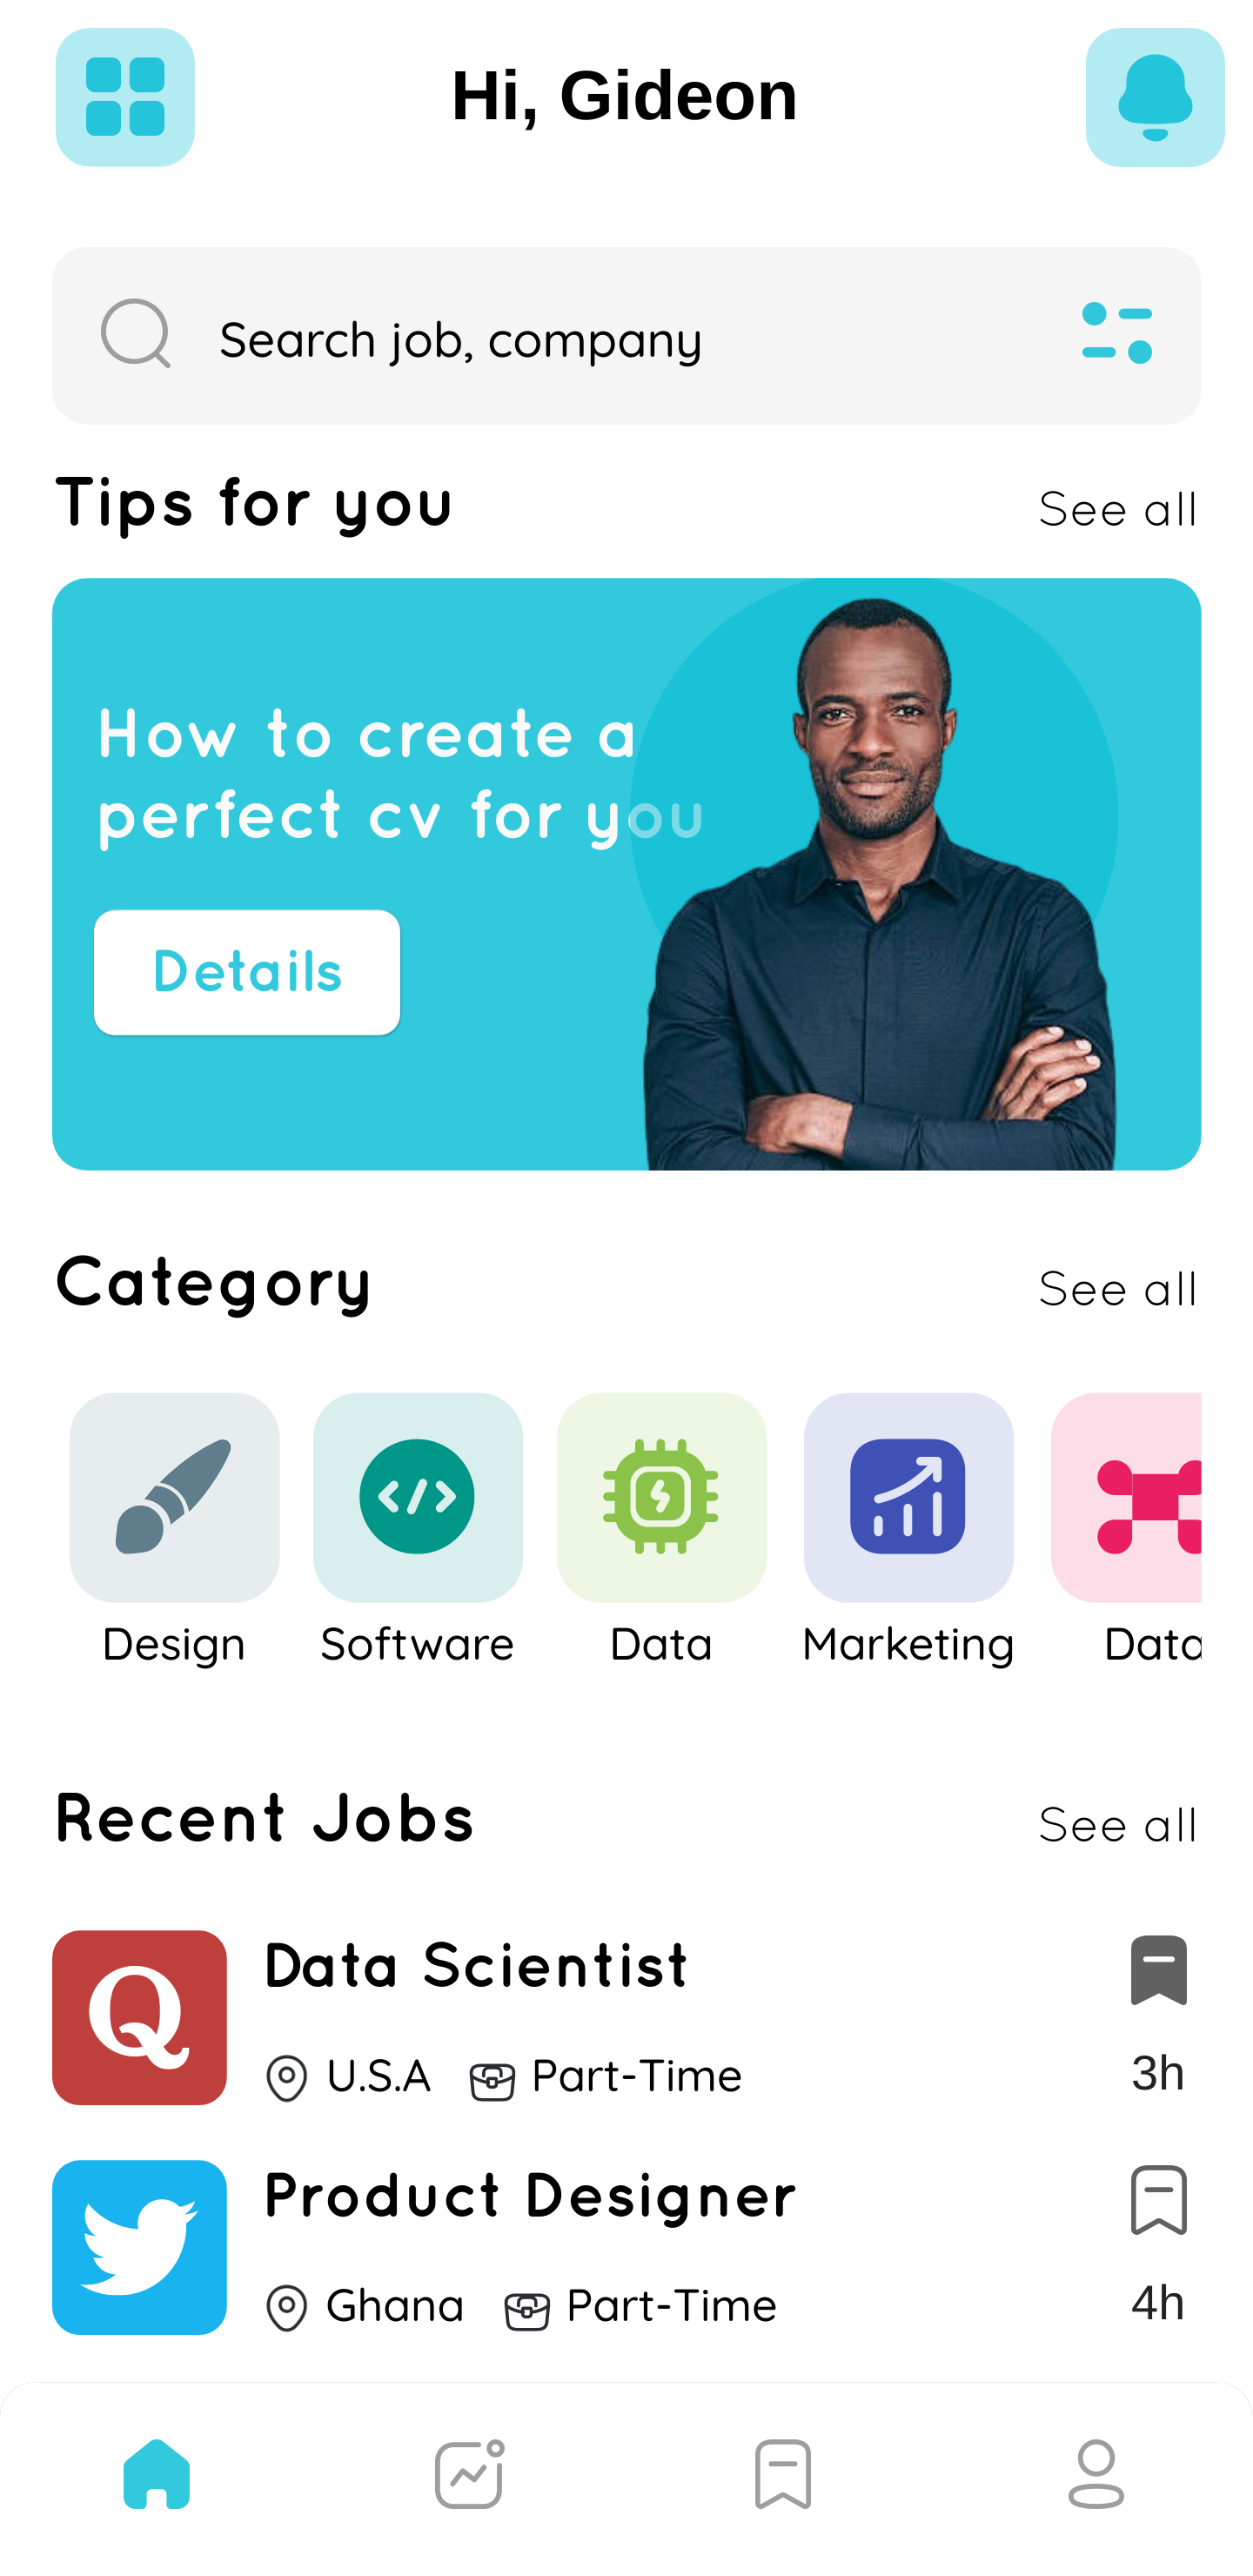 Hi, Gideon
Search job, company
Tips for you
See all
How to create a
perfect cv for you
Details
Category
See all
Design
Software
Data
Marketing
Data
Recent Jobs
See all
Q
Data Scientist
U.S.A
Part-Time
3h
Product Designer
Ghana
Part-Time
4h